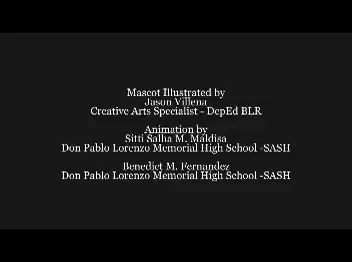 Mascot Illustrated by
Jason Villena
Creative Arts Specialist - DepEd BLR
Animation by
Sitti Salha M. Maldisa
Don Pablo Lorenzo Memorial High School -SASH
Benedict M. Fernandez
Don Pablo Lorenzo Memorial High School -SASH